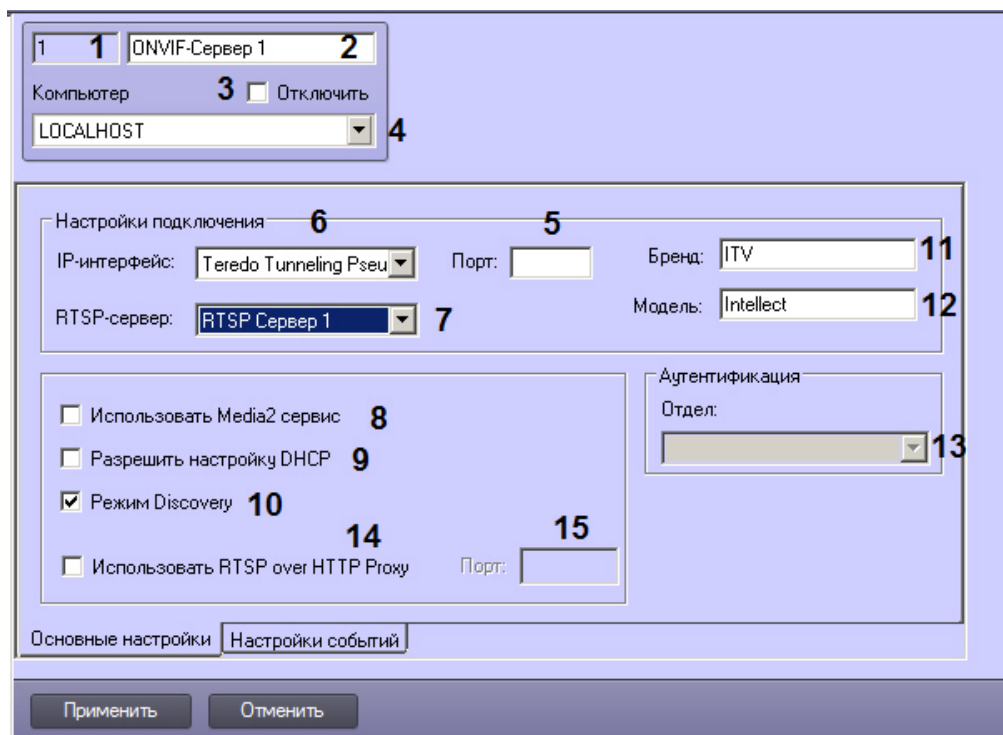 1 1 ONVIF-Сервер 1 2
Компьютер 3 Отключить
LOCALHOST 4
Настройки подключения 6 5
IP-интерфейс: Teredo Tunneling Pseu Порт: Бренд: ITV 11
RTSP-сервер: RTSP Сервер 1 7 Модель: Intellect 12
Аутентификация
Использовать Media2 сервис 8 Отдел:
Разрешить настройку DHCP 9 13
Режим Discovery 10
14 15
Использовать RTSP over HTTP Proxy Порт:
Основные настройки Настройки событий
Применить Отменить